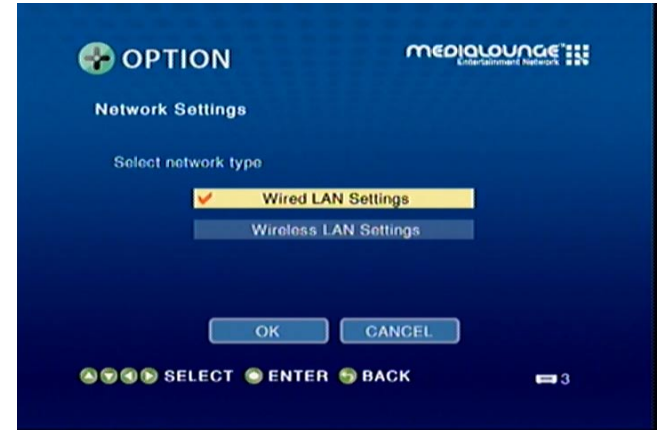 OPTION
MEDIALOUNGE™
Entertainment Network
Network Settings
Select network type
Wired LAN Settings
Wireless LAN Settings
OK CANCEL
SELECT ENTER BACK
3